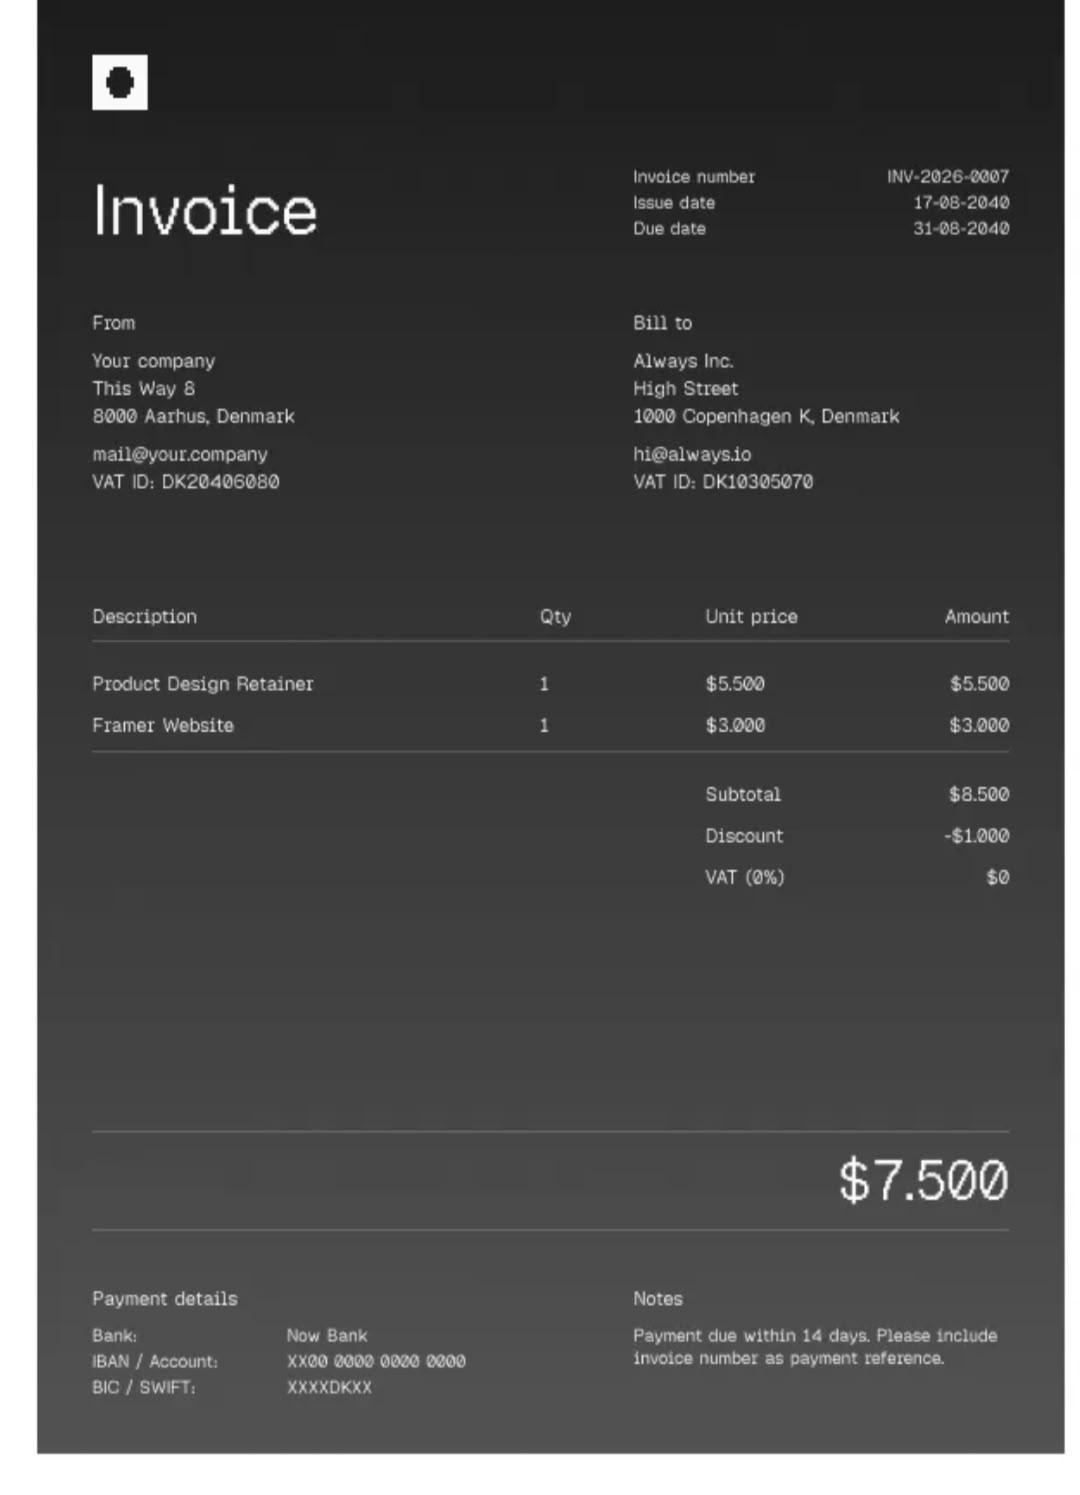 Invoice
Invoice number INV-2026-0007
Issue date 17-08-2040
Due date 31-08-2040
From
Your company
This Way 8
8000 Aarhus, Denmark
mail@your.company
VAT ID: DK20406080
Bill to
Always Inc.
High Street
1000 Copenhagen K, Denmark
hi@always.io
VAT ID: DK10305070
Description Qty Unit price Amount
Product Design Retainer 1 $5.500 $5.500
Framer Website 1 $3.000 $3.000
Subtotal $8.500
Discount -$1.000
VAT (0%) $0
$7.500
Payment details
Bank: Now Bank
IBAN / Account: XX00 0000 0000 0000
BIC / SWIFT: XXXXDKXX
Notes
Payment due within 14 days. Please include
invoice number as payment reference.